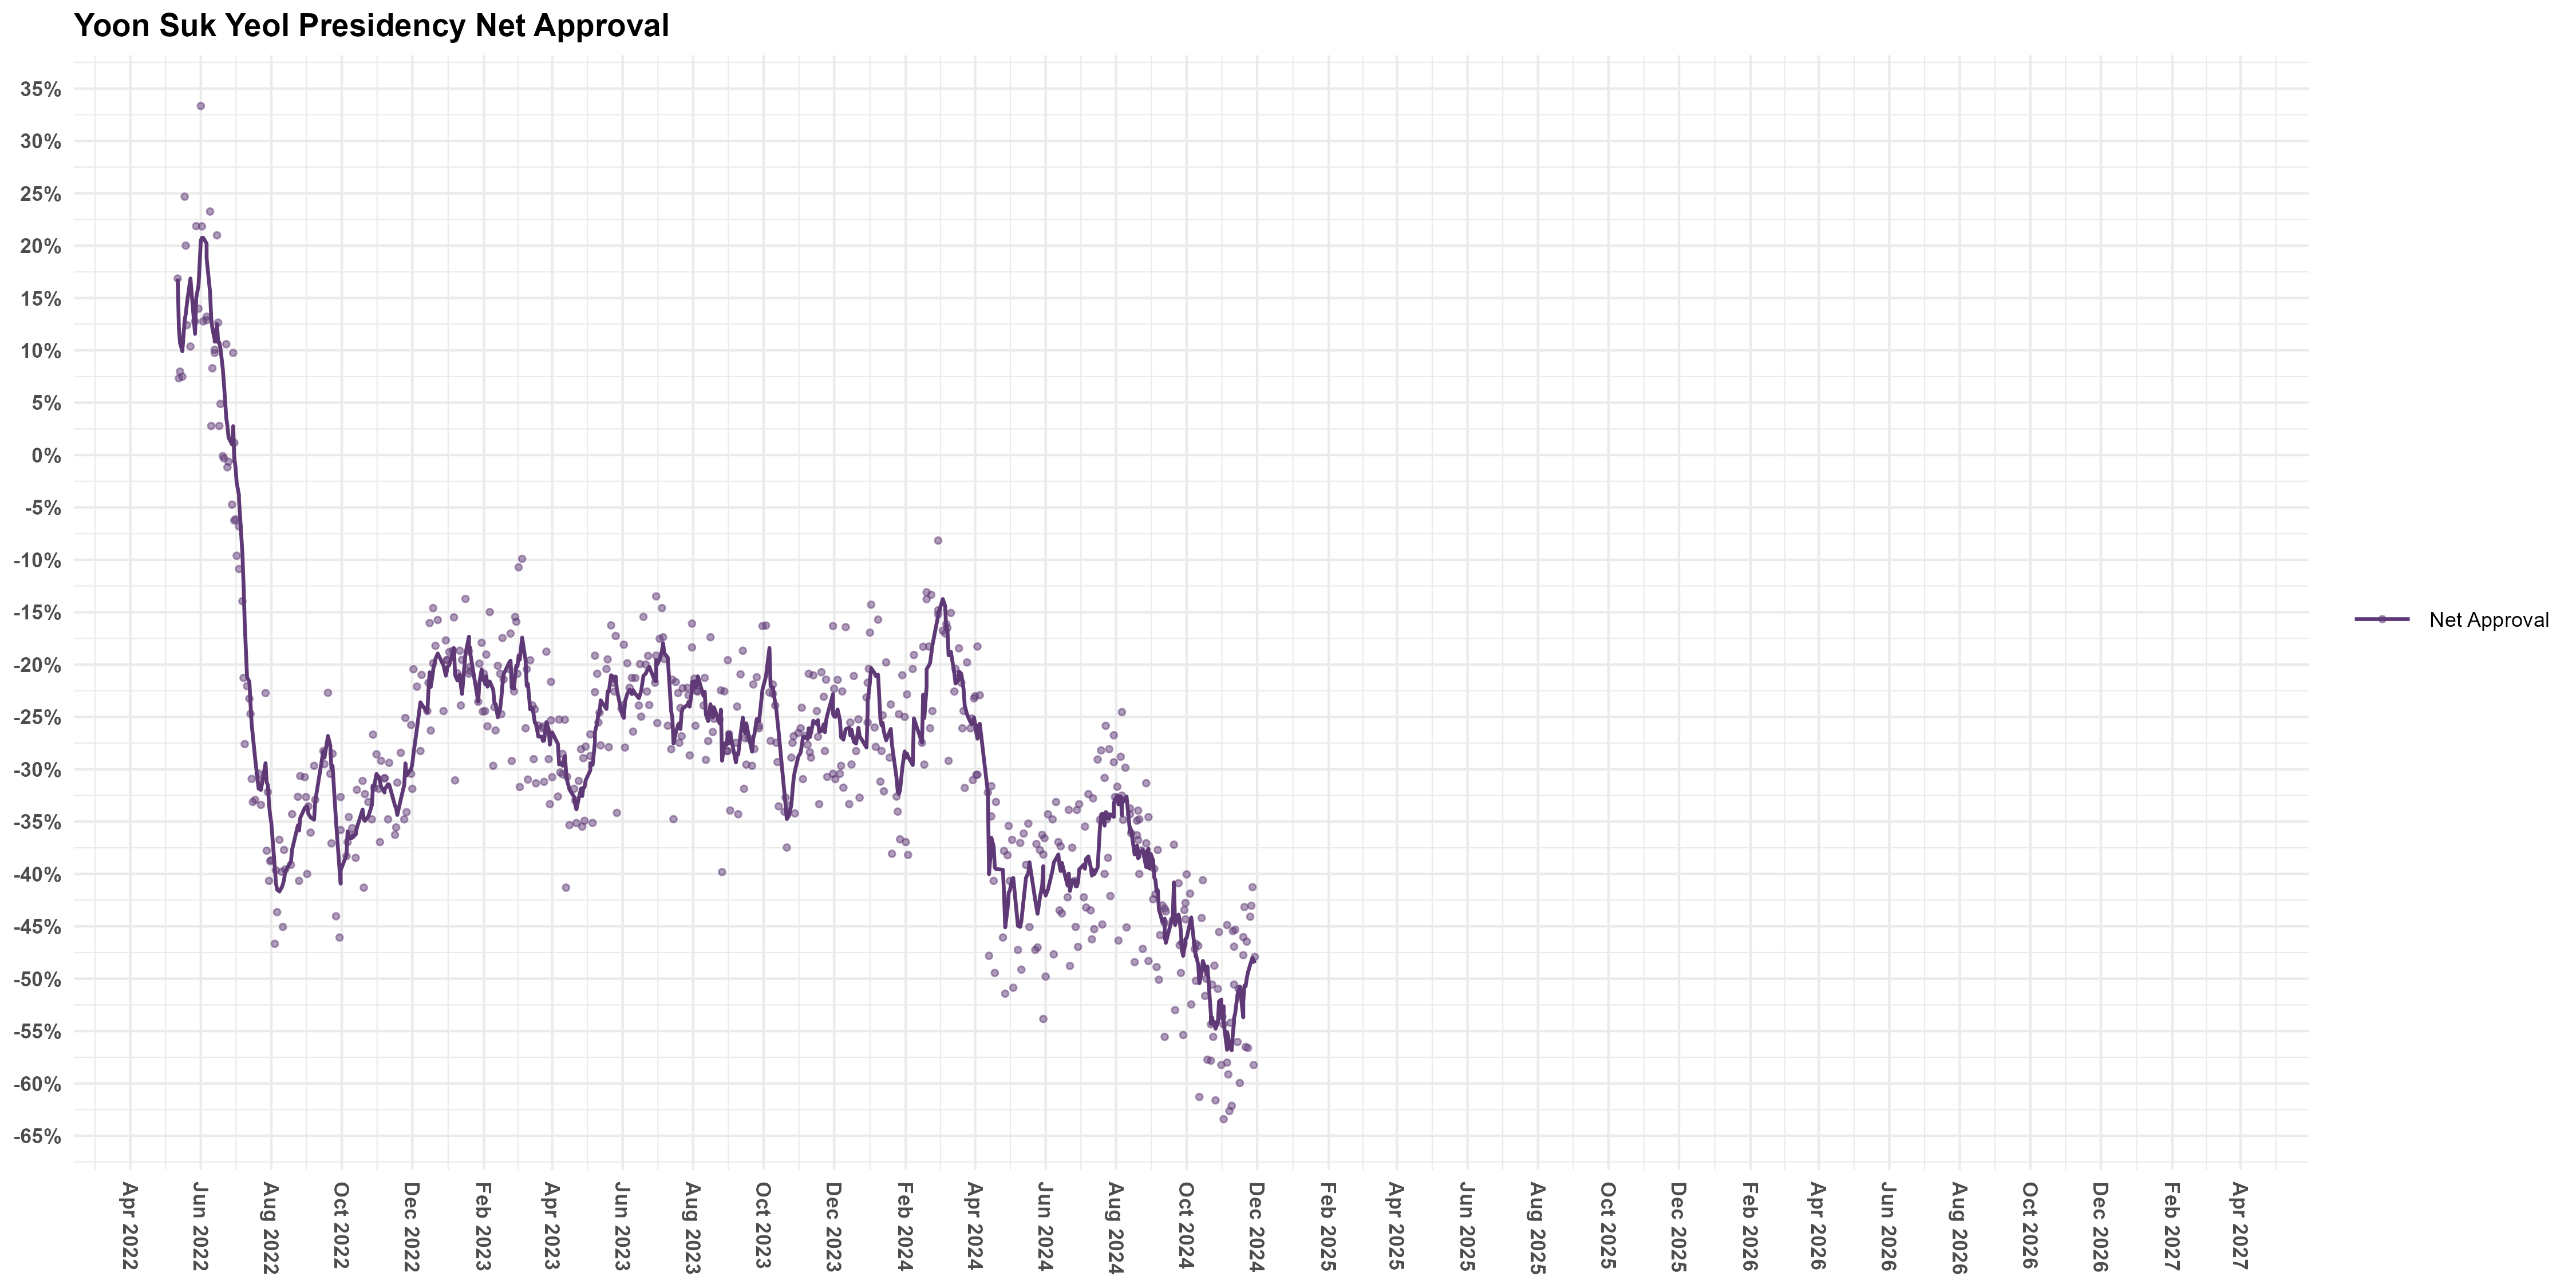 Yoon Suk Yeol Presidency Net Approval
35%
30%
25%
20%
15%
10%
5%
0%
-5%
-10%
-15%
-20%
-25%
-30%
-35%
-40%
-45%
-50%
-55%
-60%
-65%
Net Approval
Apr 2022
Jun 2022
Aug 2022
Oct 2022
Dec 2022
Feb 2023
Apr 2023
Jun 2023
Aug 2023
Oct 2023
Dec 2023
Feb 2024
Apr 2024
Jun 2024
Aug 2024
Oct 2024
Dec 2024
Feb 2025
Apr 2025
Jun 2025
Aug 2025
Oct 2025
Dec 2025
Feb 2026
Apr 2026
Jun 2026
Aug 2026
Oct 2026
Dec 2026
Feb 2027
Apr 2027